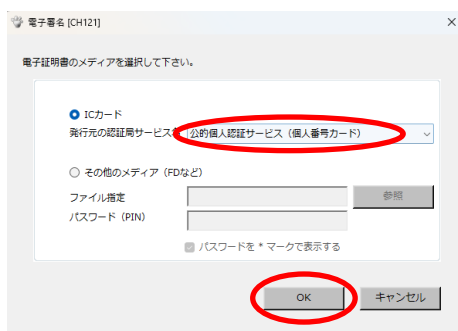 電子署名 [CH121]
電子証明書のメディアを選択して下さい。
ICカード
発行元の認証局サービス 公的個人認証サービス（個人番号カード）
その他のメディア（FDなど）
ファイル指定 参照
パスワード（PIN）
パスワードを * マークで表示する
OK キャンセル